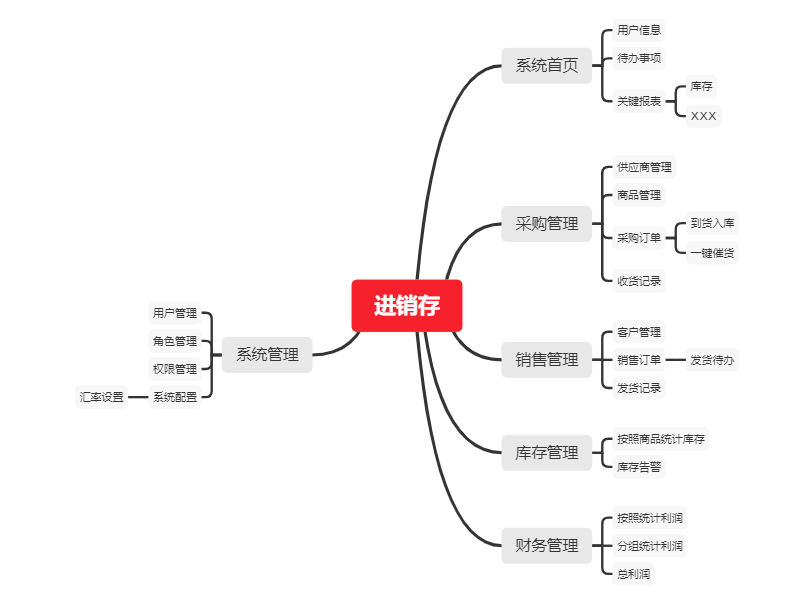 进销存
系统首页
用户信息
待办事项
关键报表
库存
XXX
采购管理
供应商管理
商品管理
采购订单
到货入库
一键催货
收货记录
销售管理
客户管理
销售订单
发货待办
发货记录
库存管理
按照商品统计库存
库存告警
财务管理
按照统计利润
分组统计利润
总利润
系统管理
用户管理
角色管理
权限管理
系统配置
汇率设置